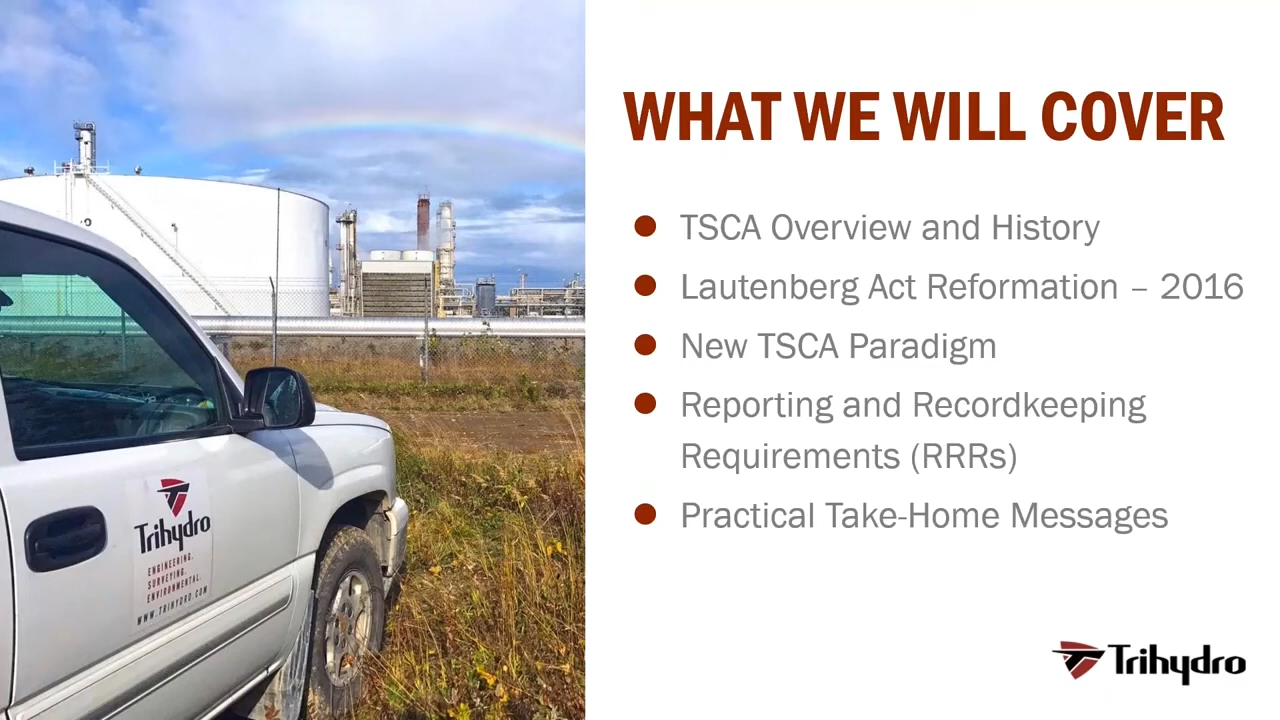 WHAT WE WILL COVER
TSCA Overview and History
Lautenberg Act Reformation – 2016
New TSCA Paradigm
Reporting and Recordkeeping
Requirements (RRRs)
Practical Take-Home Messages
Trihydro
ENGINEERING.
SURVEYING.
ENVIRONMENTAL.
WWW.TRIHYDRO.COM
Trihydro